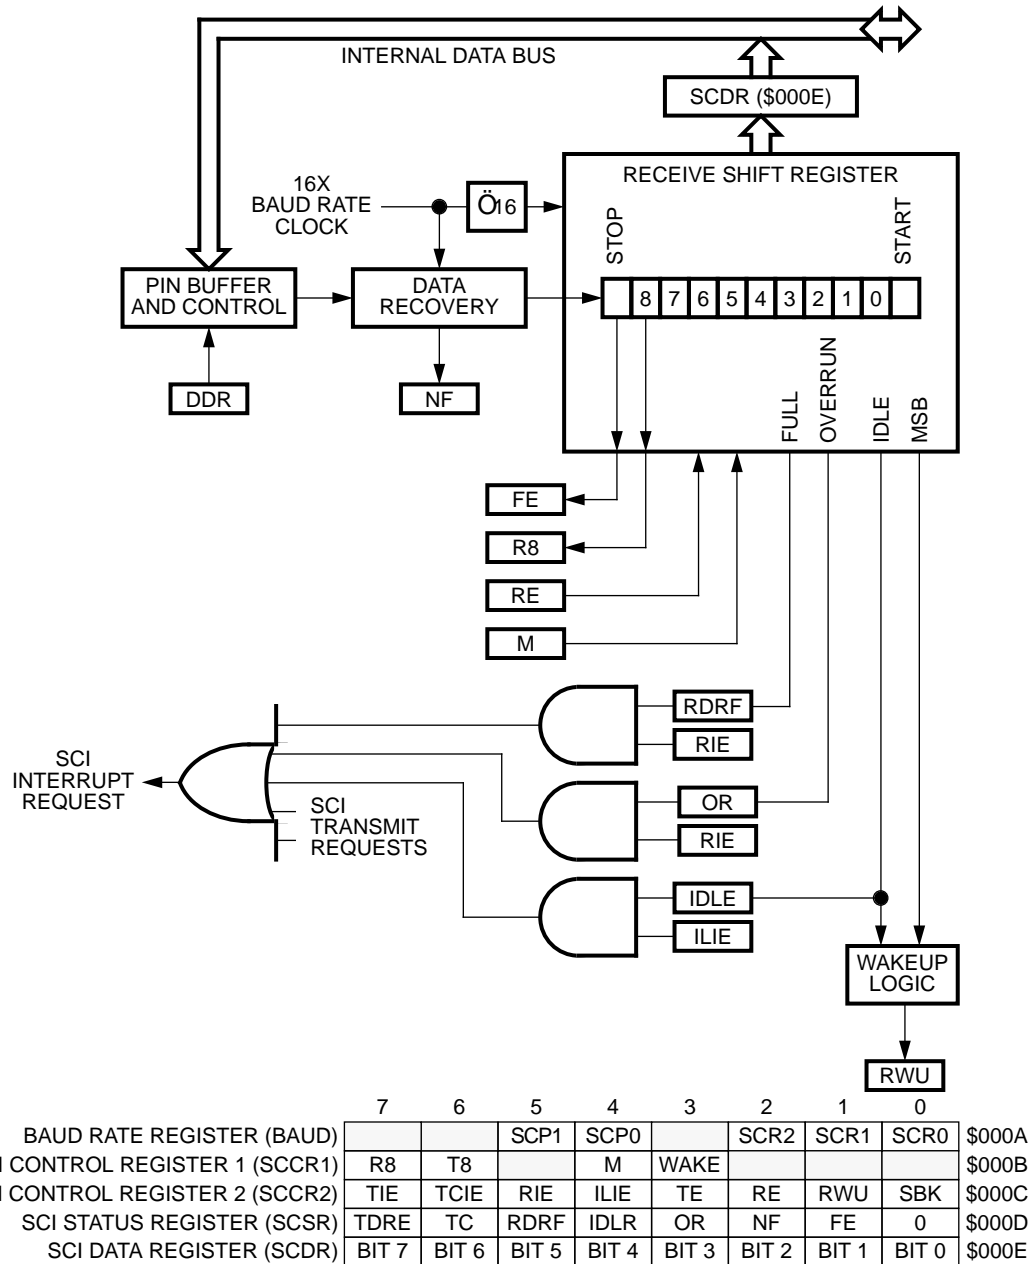 INTERNAL DATA BUS
SCDR ($000E)
RECEIVE SHIFT REGISTER
16X
BAUD RATE
CLOCK
Ö16
STOP
START
PIN BUFFER
AND CONTROL
DATA
RECOVERY
8 7 6 5 4 3 2 1 0
DDR
NF
FULL
OVERRUN
IDLE
MSB
FE
R8
RE
M
RDRF
RIE
SCI
INTERRUPT
REQUEST
SCI
TRANSMIT
REQUESTS
OR
RIE
IDLE
ILIE
WAKEUP
LOGIC
RWU
7 6 5 4 3 2 1 0
BAUD RATE REGISTER (BAUD) SCP1 SCP0 SCR2 SCR1 SCR0 $000A
CONTROL REGISTER 1 (SCCR1) R8 T8 M WAKE $000B
CONTROL REGISTER 2 (SCCR2) TIE TCIE RIE ILIE TE RE RWU SBK $000C
SCI STATUS REGISTER (SCSR) TDRE TC RDRF IDLR OR NF FE 0 $000D
SCI DATA REGISTER (SCDR) BIT 7 BIT 6 BIT 5 BIT 4 BIT 3 BIT 2 BIT 1 BIT 0 $000E